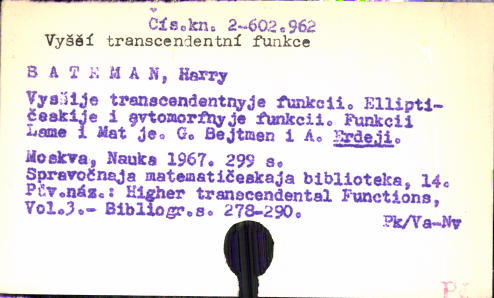 Čís.kn. 2-602.962
Vyšší transcendentní funkce
B A T E M A N, Harry
Vysšije transcendentnyje funkcii. Ellipti-
českije i avtomorfnyje funkcii. Funkcii
Lame i Mat je. G. Bejtmen i A. Erdeji.
Moskva, Nauka 1967. 299 s.
Spravočnaja matematičeskaja biblioteka, 14.
Pův.náz.: Higher transcendental Functions,
Vol.3.- Bibliogr.s. 278-290.
Pk/Va-Nv